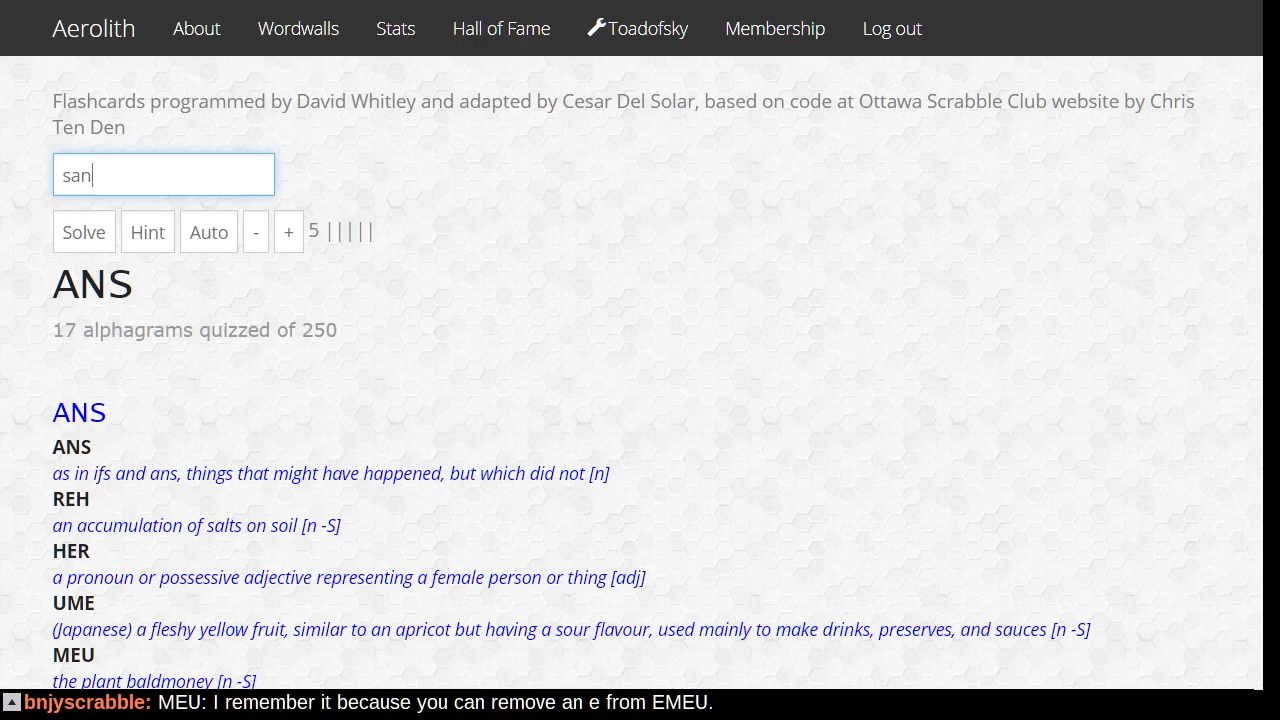 Aerolith About Wordwalls Stats Hall of Fame Toadofsky Membership Log out
Flashcards programmed by David Whitley and adapted by Cesar Del Solar, based on code at Ottawa Scrabble Club website by Chris
Ten Den
san
Solve Hint Auto - + 5 |||||
ANS
17 alphagrams quizzed of 250
ANS
ANS
as in ifs and ans, things that might have happened, but which did not [n]
REH
an accumulation of salts on soil [n -S]
HER
a pronoun or possessive adjective representing a female person or thing [adj]
UME
(Japanese) a fleshy yellow fruit, similar to an apricot but having a sour flavour, used mainly to make drinks, preserves, and sauces [n -S]
MEU
the plant baldmoney [n -S]
bnjyscrabble: MEU: I remember it because you can remove an e from EMEU.